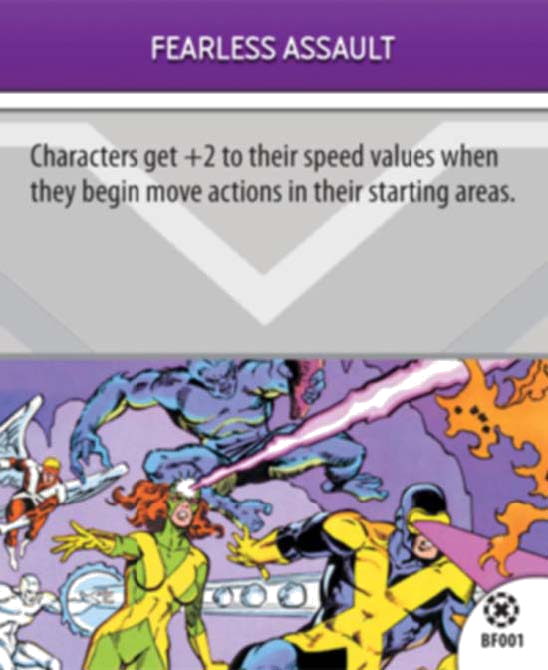 FEARLESS ASSAULT
Characters get +2 to their speed values when
they begin move actions in their starting areas.
BF001